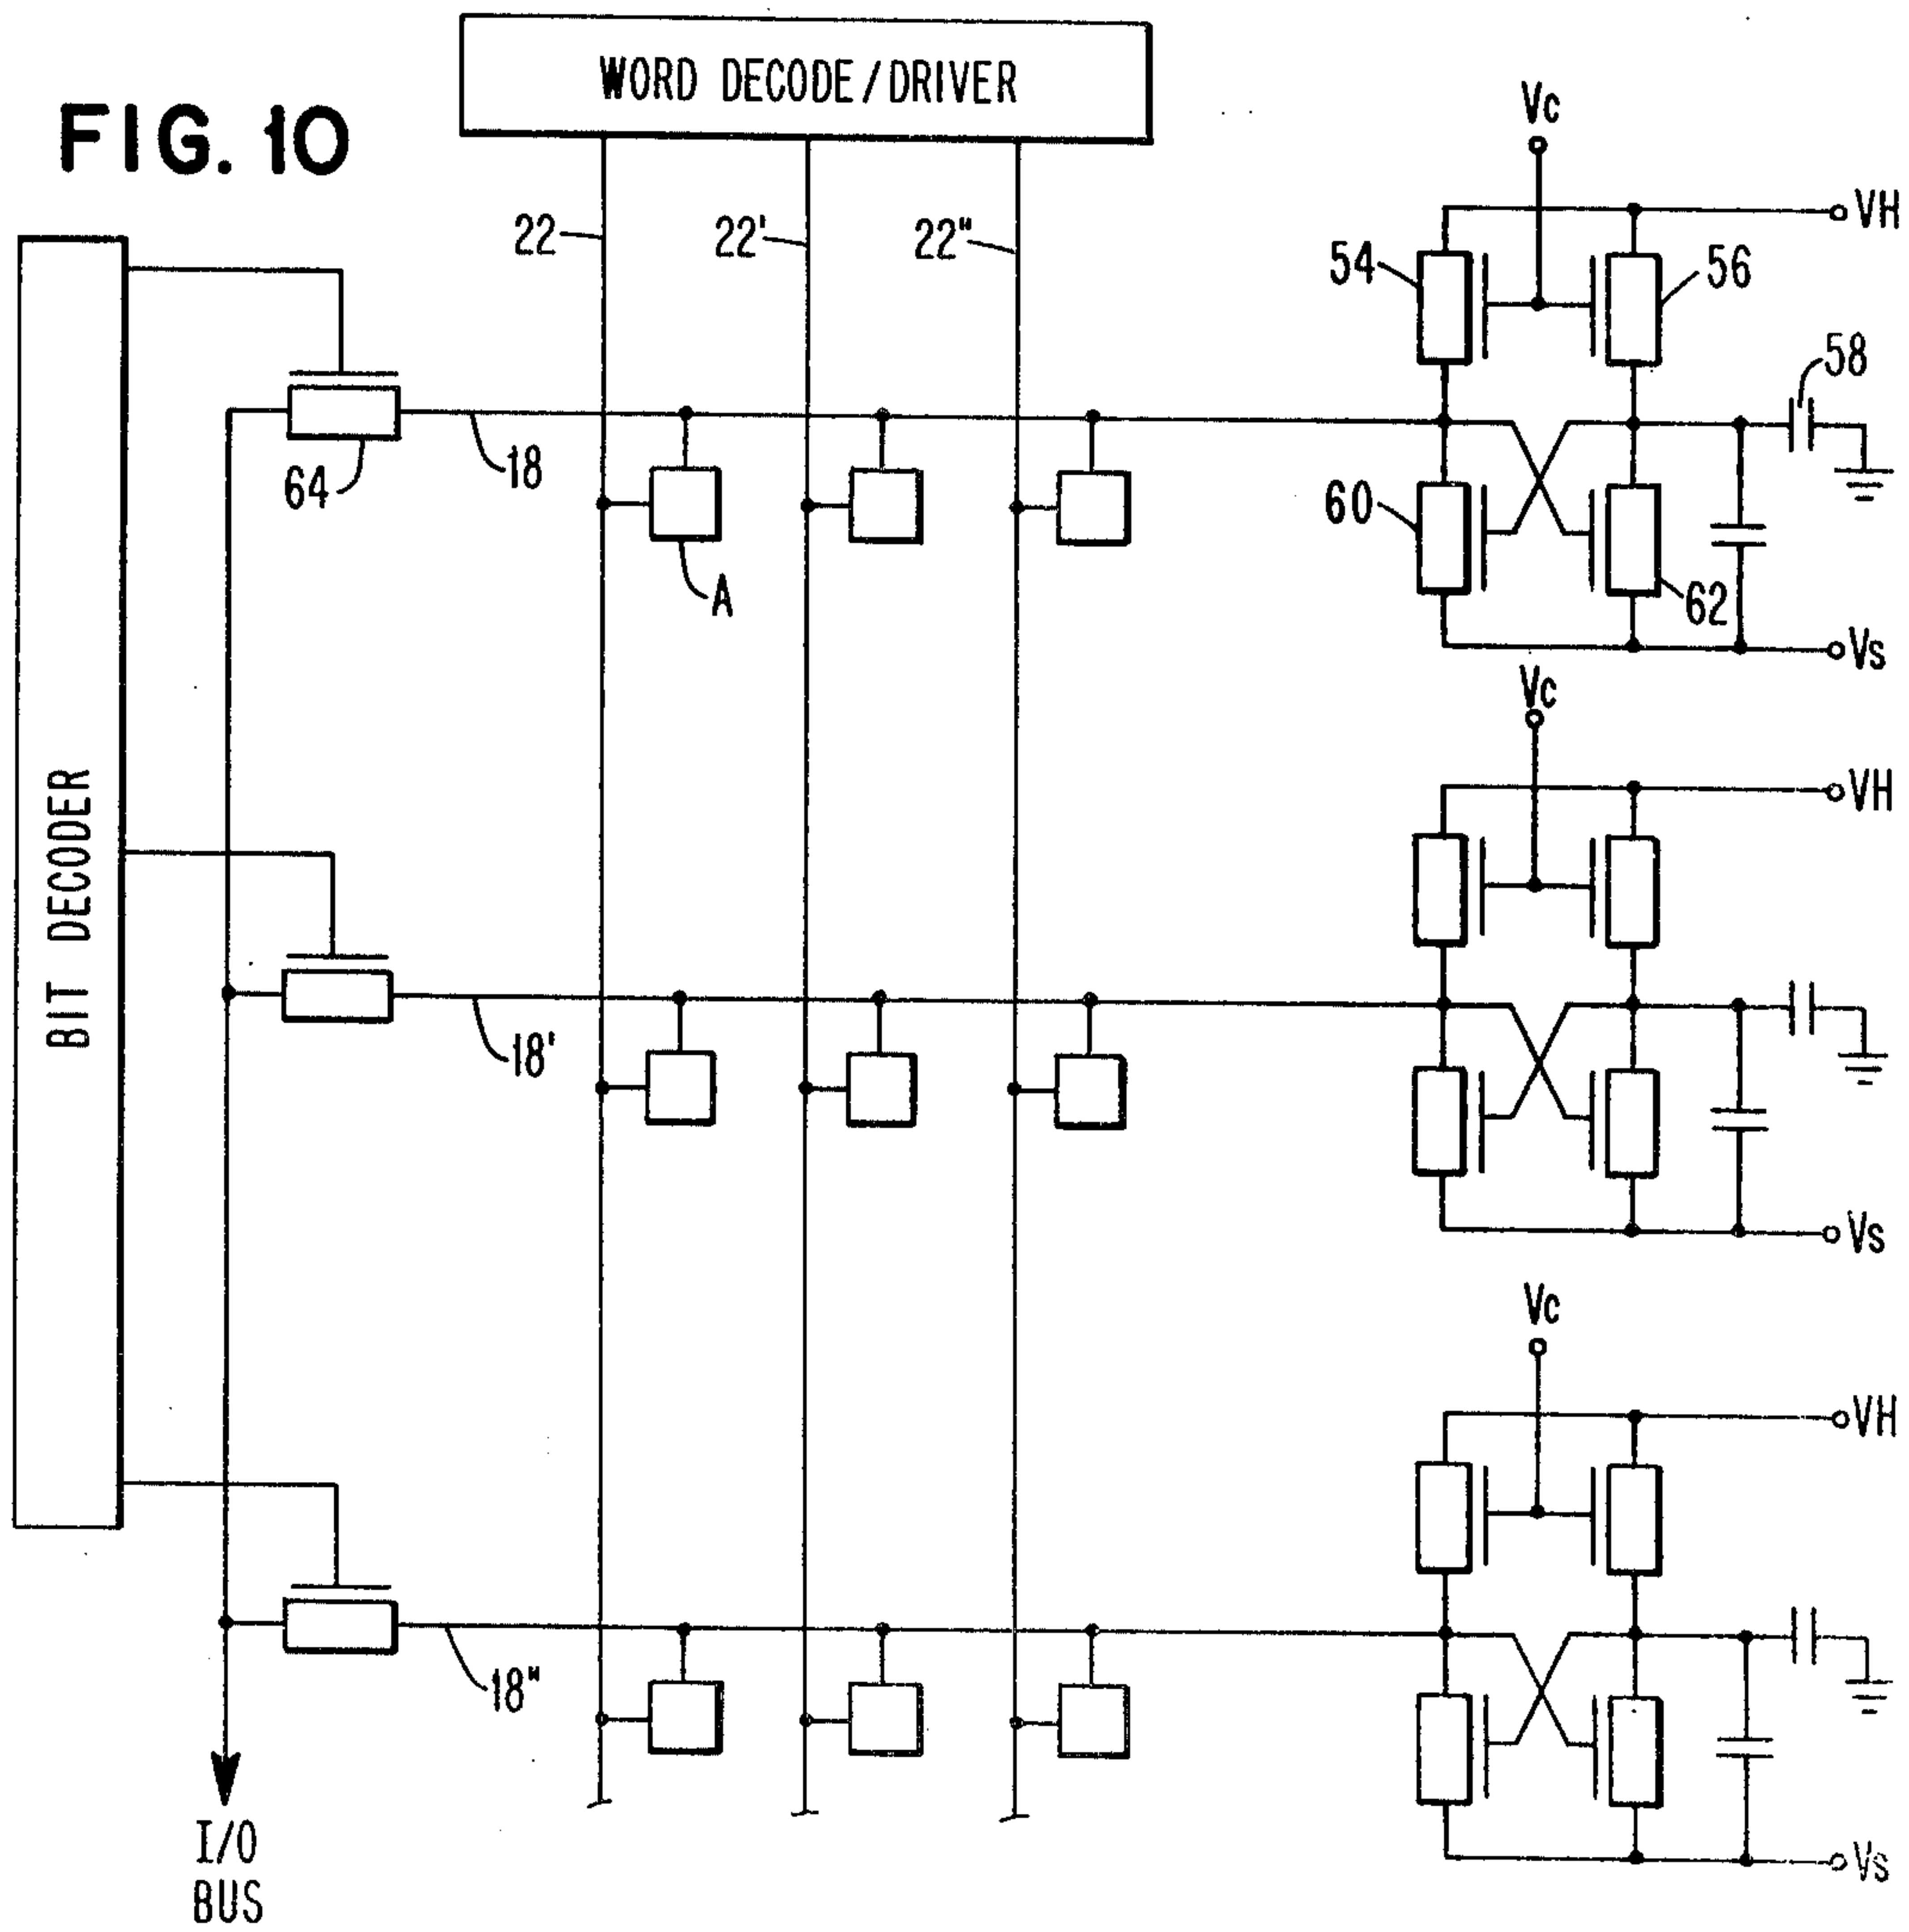 FIG. 10
WORD DECODE/DRIVER
Vc
VH
22
22'
22"
54
56
58
64
18
60
A
62
Vs
Vc
VH
BIT DECODER
18'
Vs
Vc
VH
18"
Vs
I/O
BUS